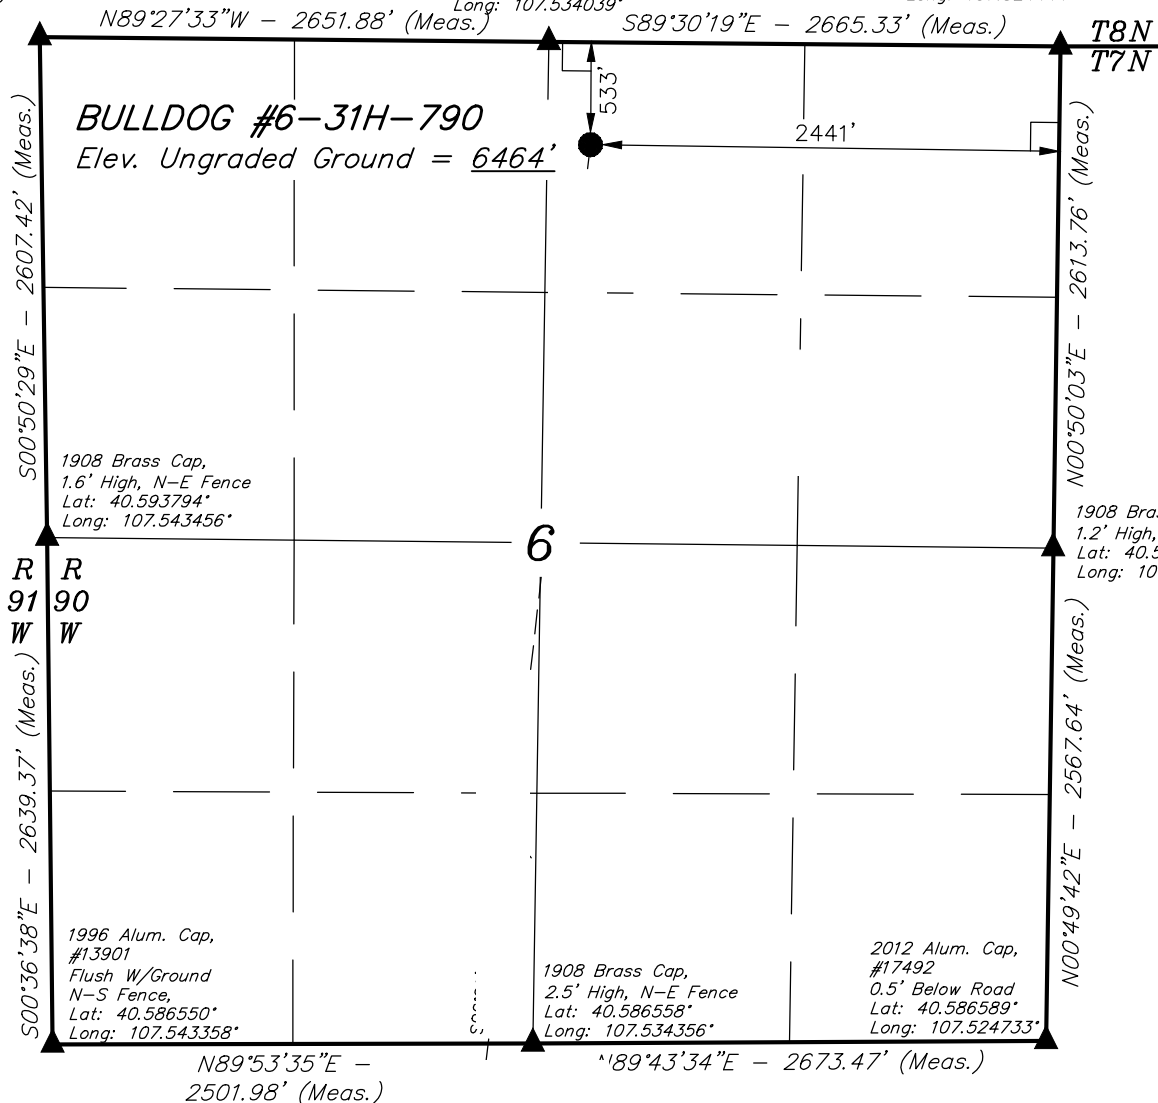 Long: 107.534039°
N89°27'33"W – 2651.88' (Meas.)
S89°30'19"E – 2665.33' (Meas.)
T8N
T7N
533'
2441'
BULLDOG #6–31H–790
Elev. Ungraded Ground = 6464'
S00°50'29"E – 2607.42' (Meas.)
N00°50'03"E – 2613.76' (Meas.)
1908 Brass Cap,
1.6' High, N–E Fence
Lat: 40.593794°
Long: 107.543456°
1908
1.2' High,
Lat:
Long:
6
R R
91 90
W W
S00°36'38"E – 2639.37' (Meas.)
N00°49'42"E – 2567.64' (Meas.)
1996 Alum. Cap,
#13901
Flush W/Ground
N–S Fence,
Lat: 40.586550°
Long: 107.543358°
1908 Brass Cap,
2.5' High, N–E Fence
Lat: 40.586558°
Long: 107.534356°
2012 Alum. Cap,
#17492
0.5' Below Road
Lat: 40.586589°
Long: 107.524733°
N89°53'35"E –
2501.98' (Meas.)
89°43'34"E – 2673.47' (Meas.)